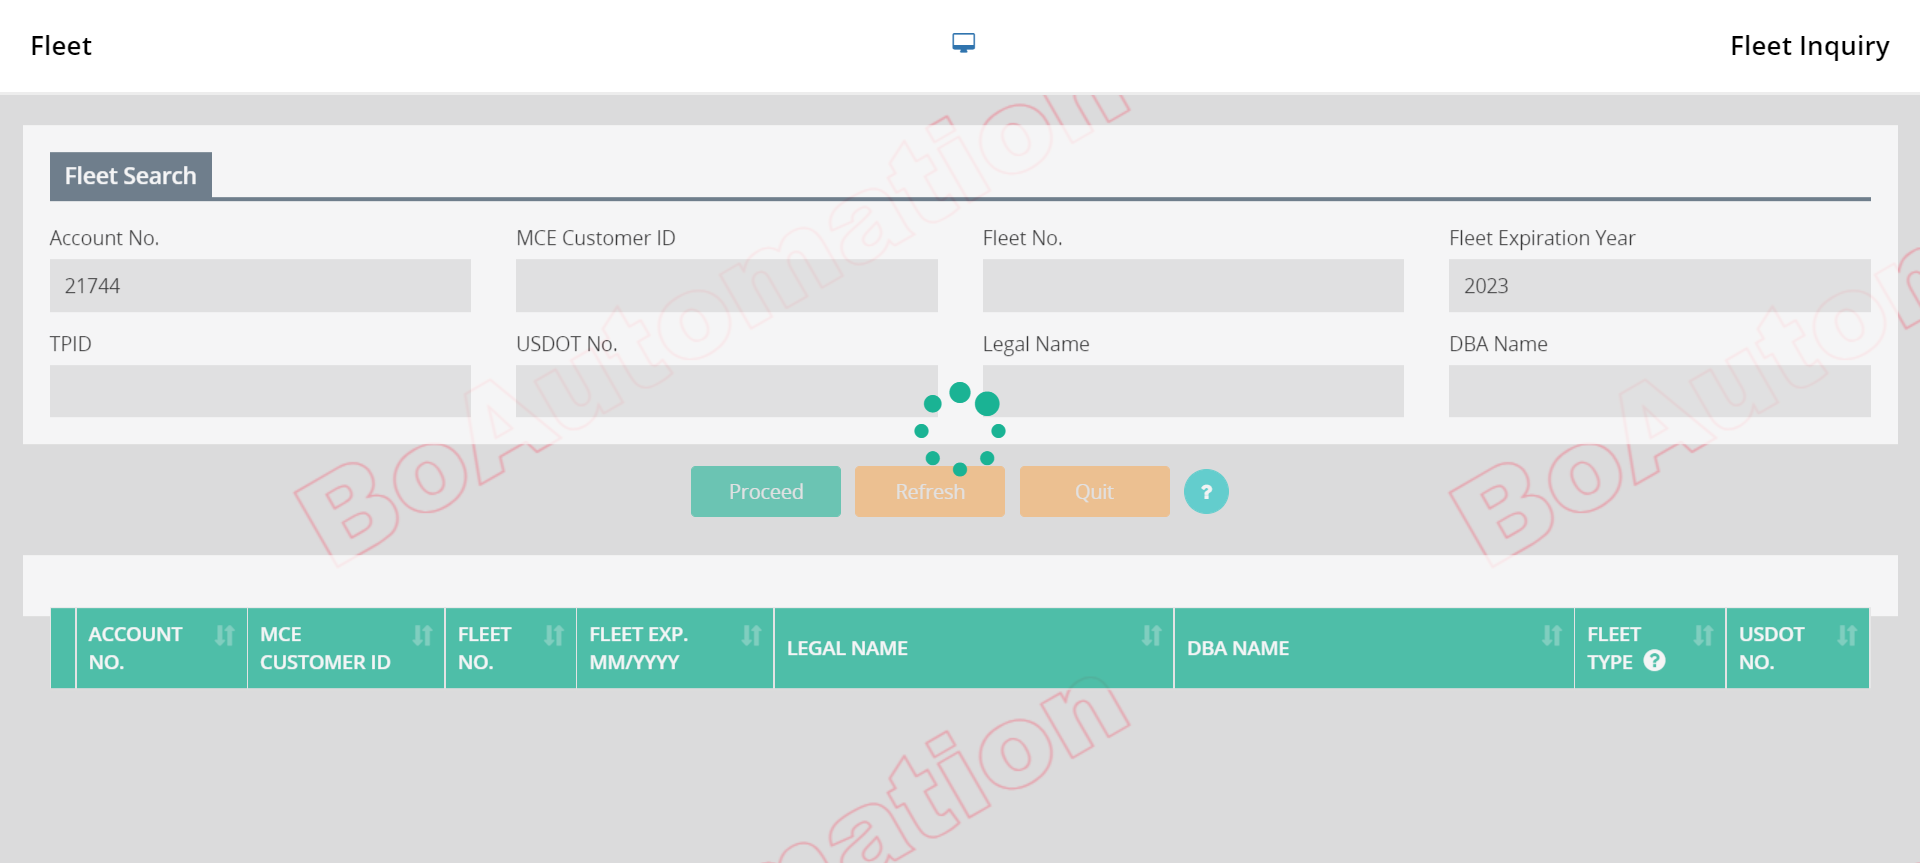 Fleet
Fleet Inquiry
Fleet Search
Account No.
MCE Customer ID
Fleet No.
Fleet Expiration Year
21744
2023
TPID
USDOT No.
Legal Name
DBA Name
Proceed
Refresh
Quit
?
ACCOUNT NO.
MCE CUSTOMER ID
FLEET NO.
FLEET EXP. MM/YYYY
LEGAL NAME
DBA NAME
FLEET TYPE ?
USDOT NO.
BoAutomation
BoAutom
mation